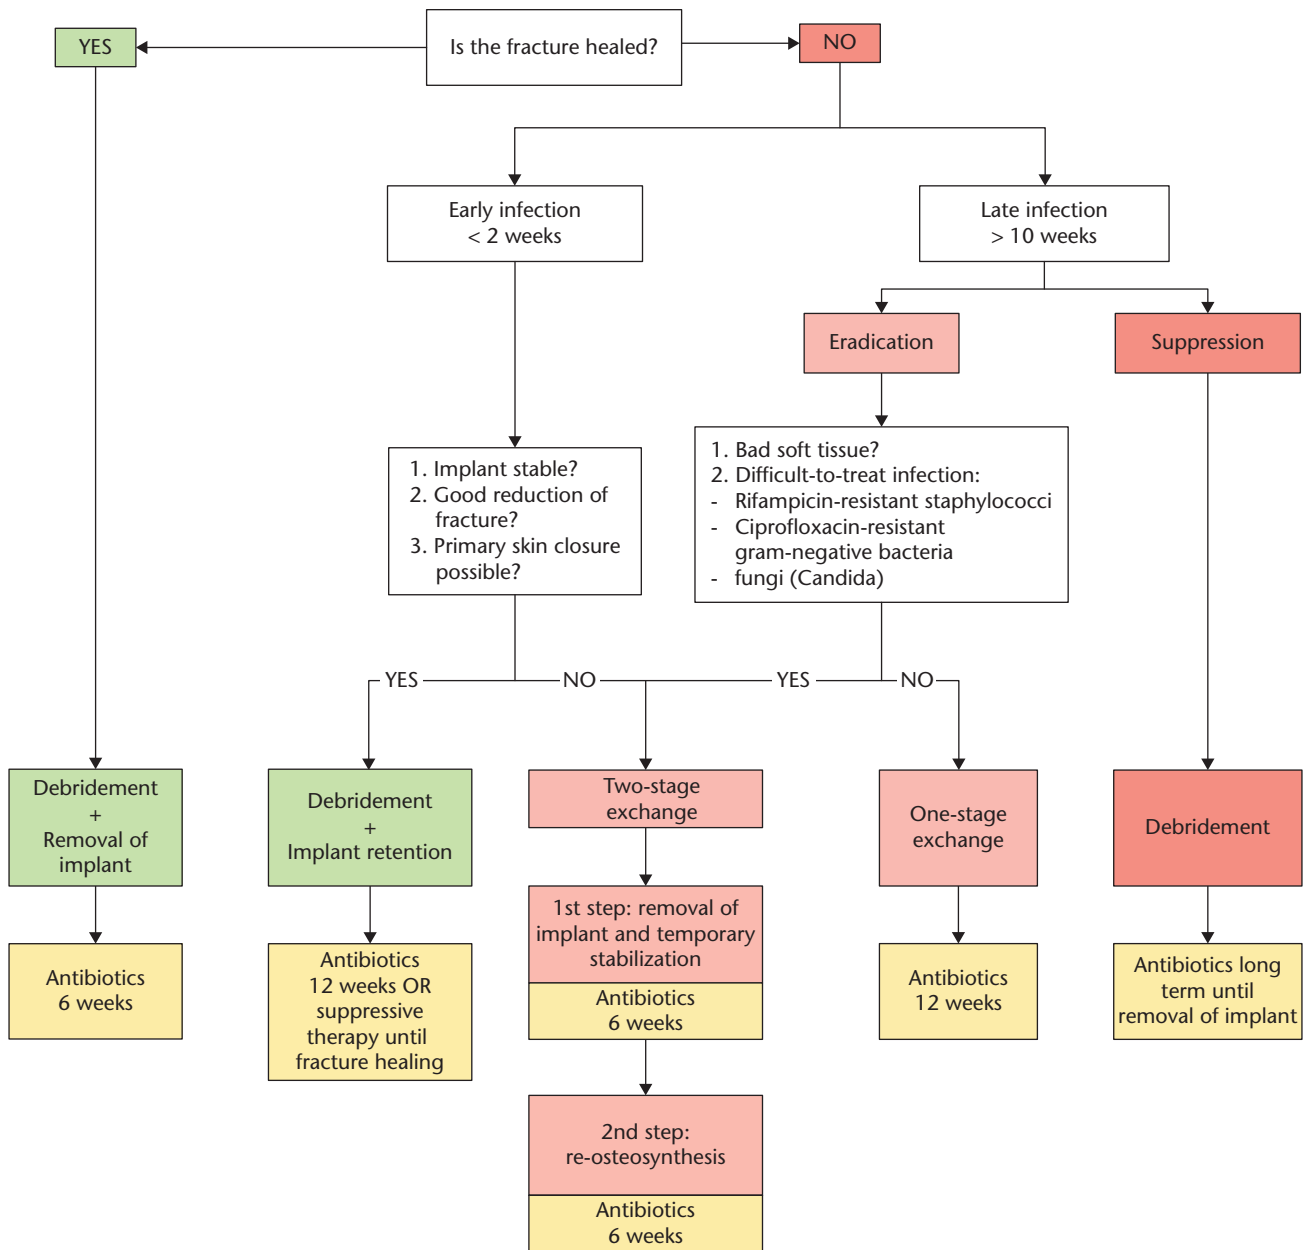 Is the fracture healed?
YES
NO
Early infection
< 2 weeks
Late infection
> 10 weeks
Eradication
Suppression
1. Implant stable?
2. Good reduction of
fracture?
3. Primary skin closure
possible?
1. Bad soft tissue?
2. Difficult-to-treat infection:
- Rifampicin-resistant staphylococci
- Ciprofloxacin-resistant
gram-negative bacteria
- fungi (Candida)
YES
NO
YES
NO
Debridement
+
Removal of
implant
Debridement
+
Implant retention
Two-stage
exchange
One-stage
exchange
Debridement
1st step: removal of
implant and temporary
stabilization
Antibiotics
6 weeks
Antibiotics
12 weeks OR
suppressive
therapy until
fracture healing
Antibiotics
6 weeks
Antibiotics
12 weeks
Antibiotics long
term until
removal of implant
2nd step:
re-osteosynthesis
Antibiotics
6 weeks